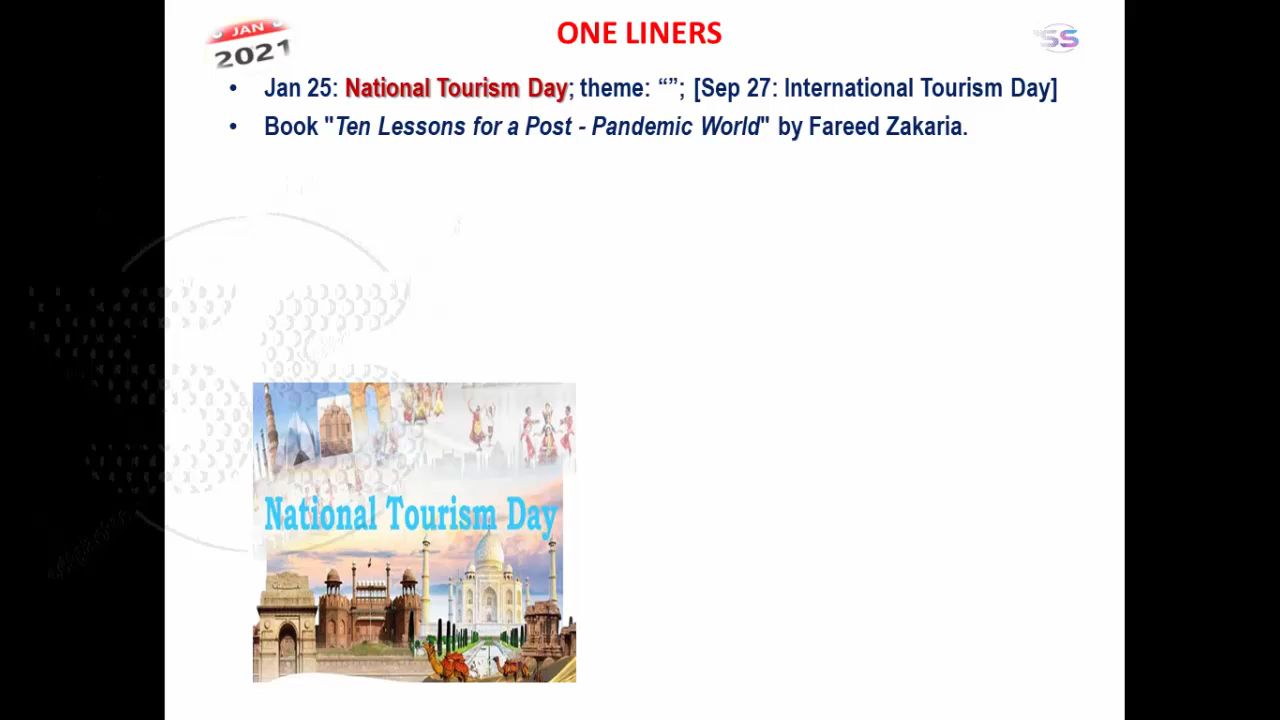 JAN
2021
ONE LINERS
SS
• Jan 25: National Tourism Day; theme: “”; [Sep 27: International Tourism Day]
• Book "Ten Lessons for a Post - Pandemic World" by Fareed Zakaria.
National Tourism Day